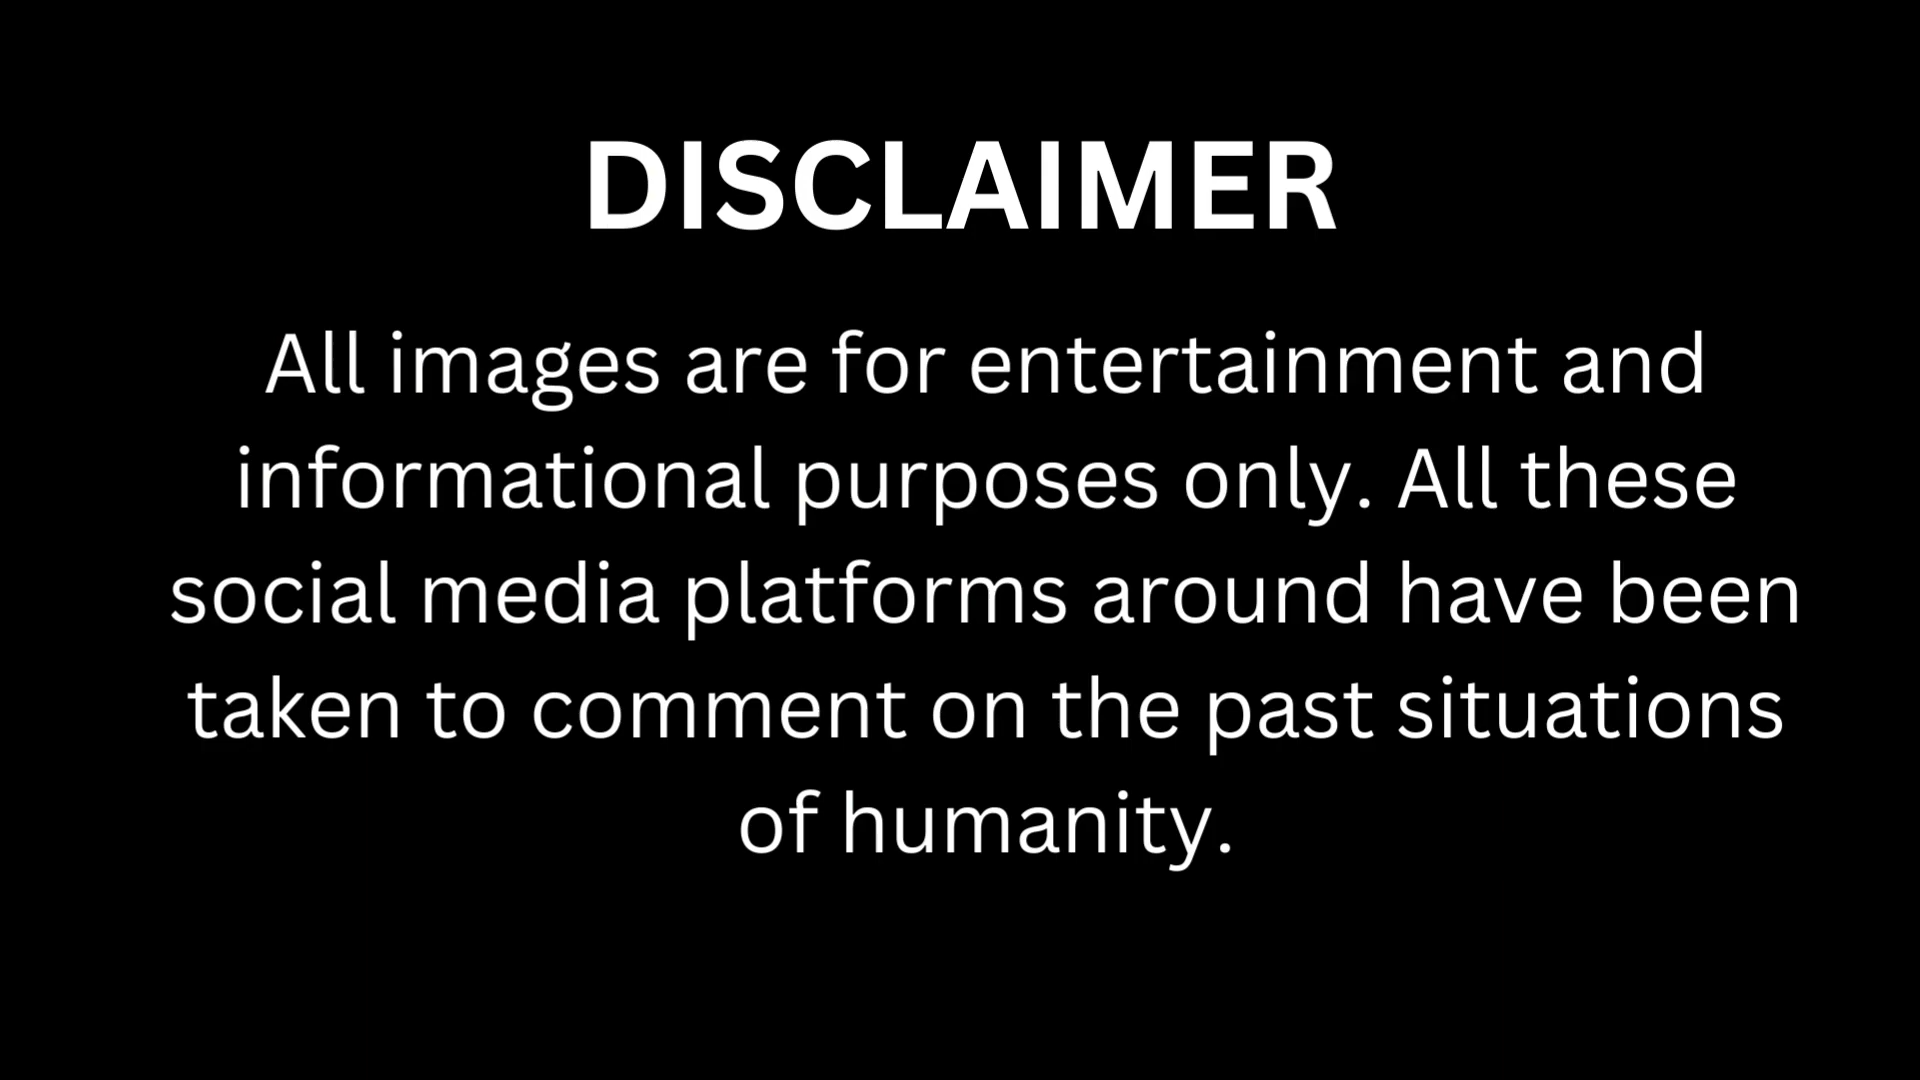 DISCLAIMER
All images are for entertainment and
informational purposes only. All these
social media platforms around have been
taken to comment on the past situations
of humanity.